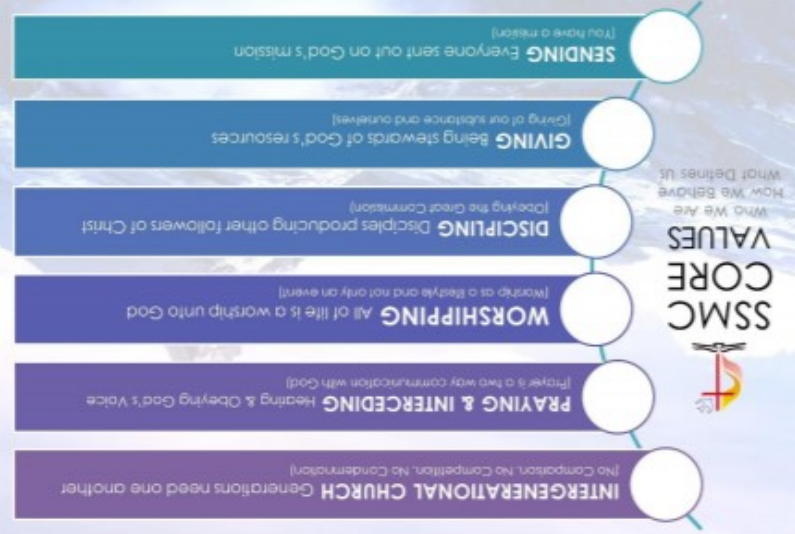 SSMC
CORE
VALUES
Who We Are
How We Behave
What Defines Us
INTERGENERATIONAL CHURCH Generations need one another
(No Comparison, No Competition, No Condemnation)
PRAYING & INTERCEDING Hearing & Obeying God's Voice
(Prayer is a two way communication with God)
WORSHIPPING All of life is a worship unto God
(Worship as a lifestyle and not only an event)
DISCIPLING Disciples producing other followers of Christ
(Obeying the Great Commission)
GIVING Being stewards of God's resources
(Giving of our substance and ourselves)
SENDING Everyone sent out on God's mission
(You have a mission)